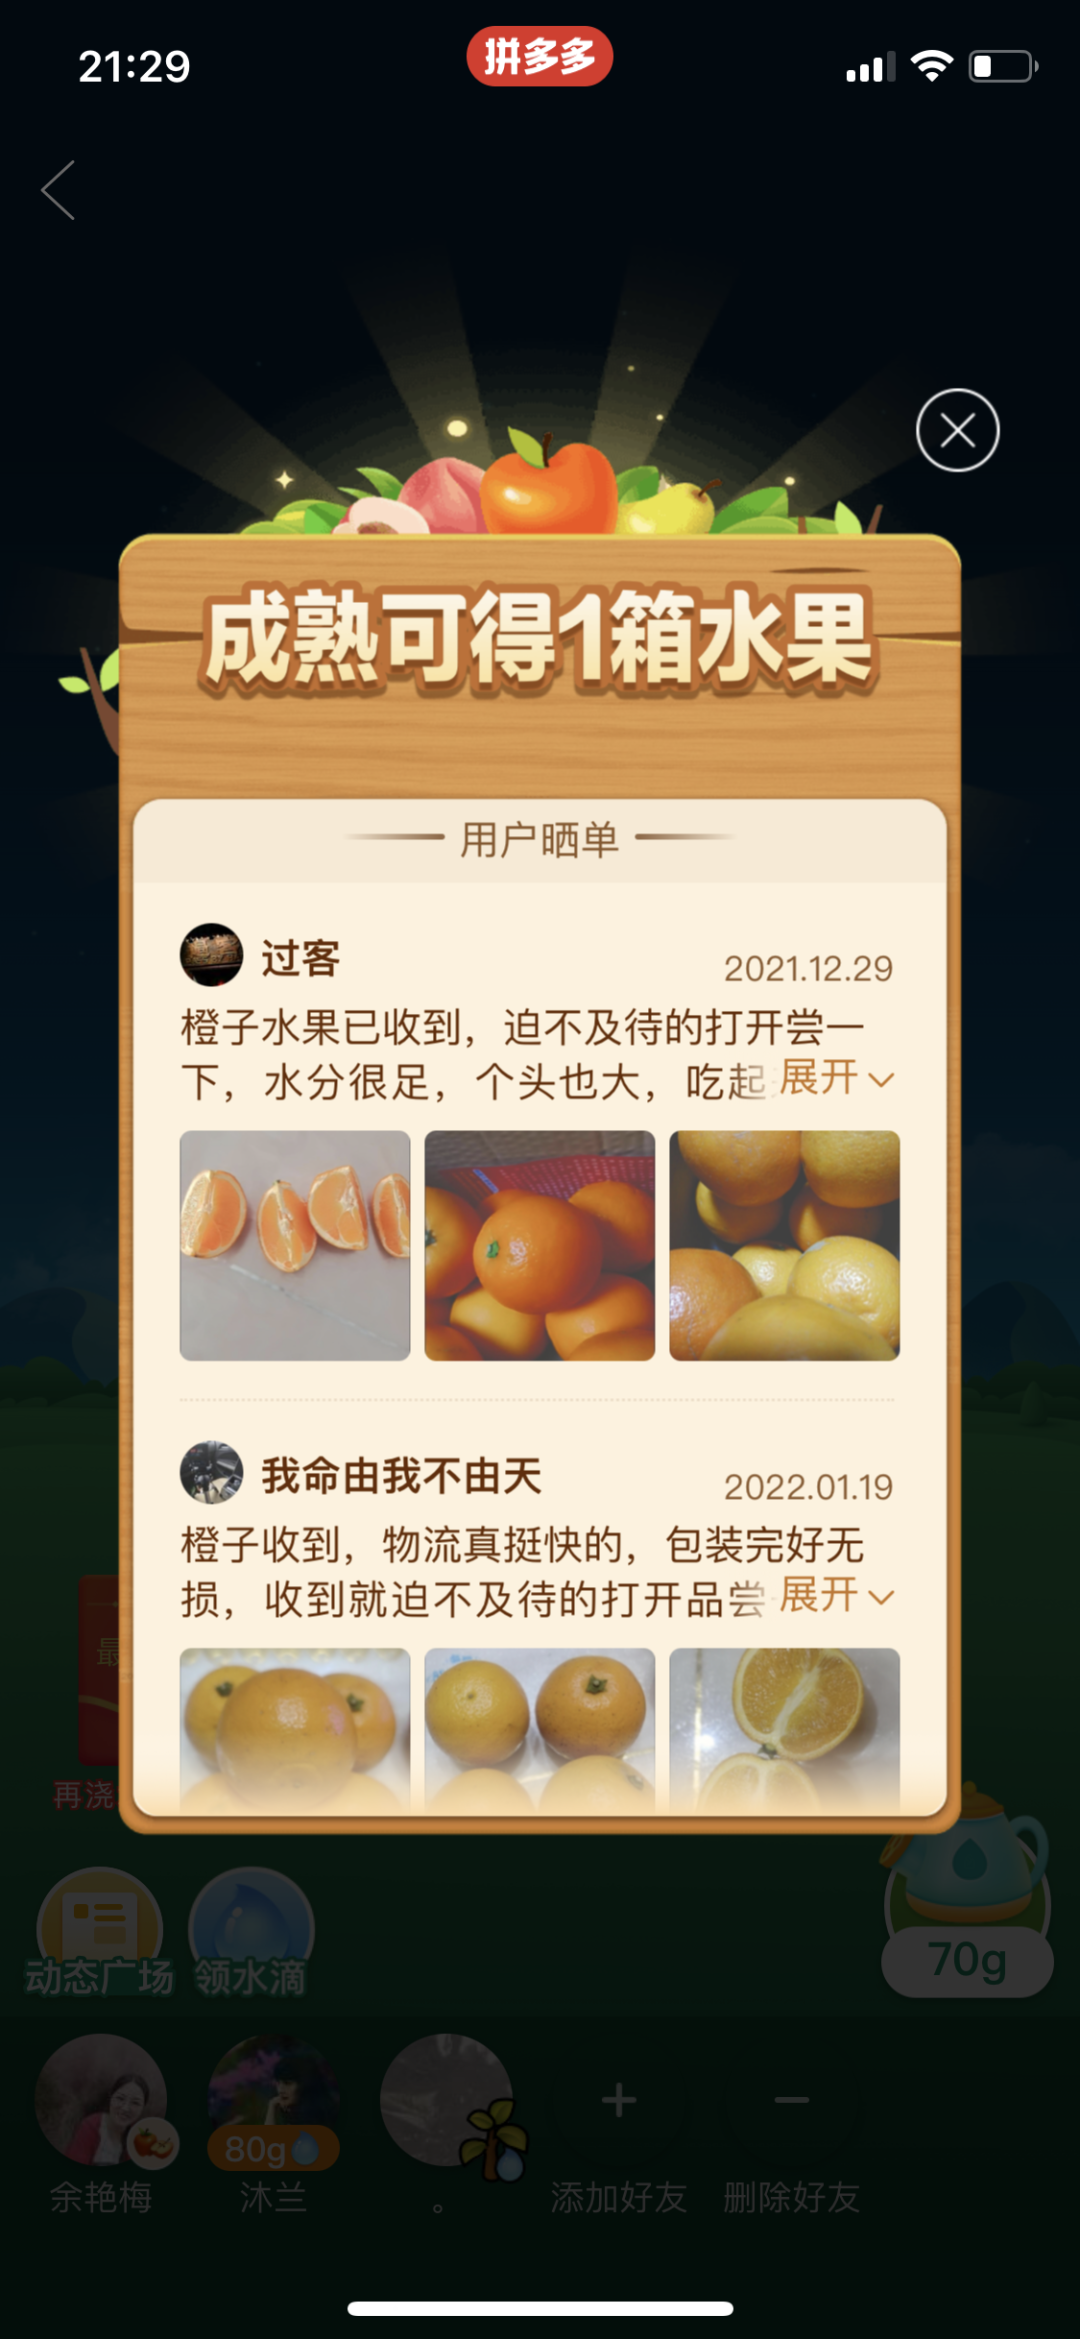 21:29
拼多多
成熟可得1箱水果
用户晒单
过客
2021.12.29
橙子水果已收到，迫不及待的打开尝一
下，水分很足，个头也大，吃起 展开
我命由我不由天
2022.01.19
橙子收到，物流真挺快的，包装完好无
损，收到就迫不及待的打开品尝 展开
最
再浇
动态广场
领水滴
70g
80g
余艳梅
沐兰
。
添加好友
删除好友